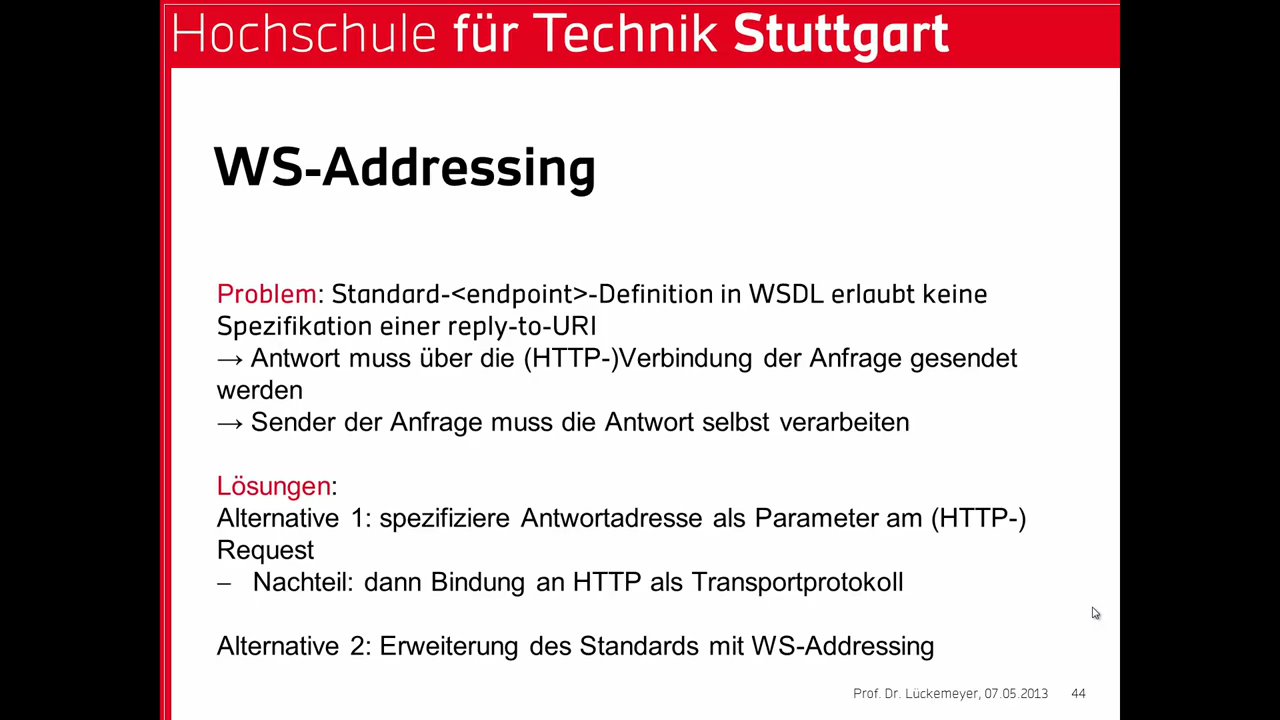 Hochschule für Technik Stuttgart
WS-Addressing
Problem: Standard-<endpoint>-Definition in WSDL erlaubt keine
Spezifikation einer reply-to-URI
→ Antwort muss über die (HTTP-)Verbindung der Anfrage gesendet
werden
→ Sender der Anfrage muss die Antwort selbst verarbeiten
Lösungen:
Alternative 1: spezifiziere Antwortadresse als Parameter am (HTTP-)
Request
– Nachteil: dann Bindung an HTTP als Transportprotokoll
Alternative 2: Erweiterung des Standards mit WS-Addressing
Prof. Dr. Lückemeyer, 07.05.2013 44